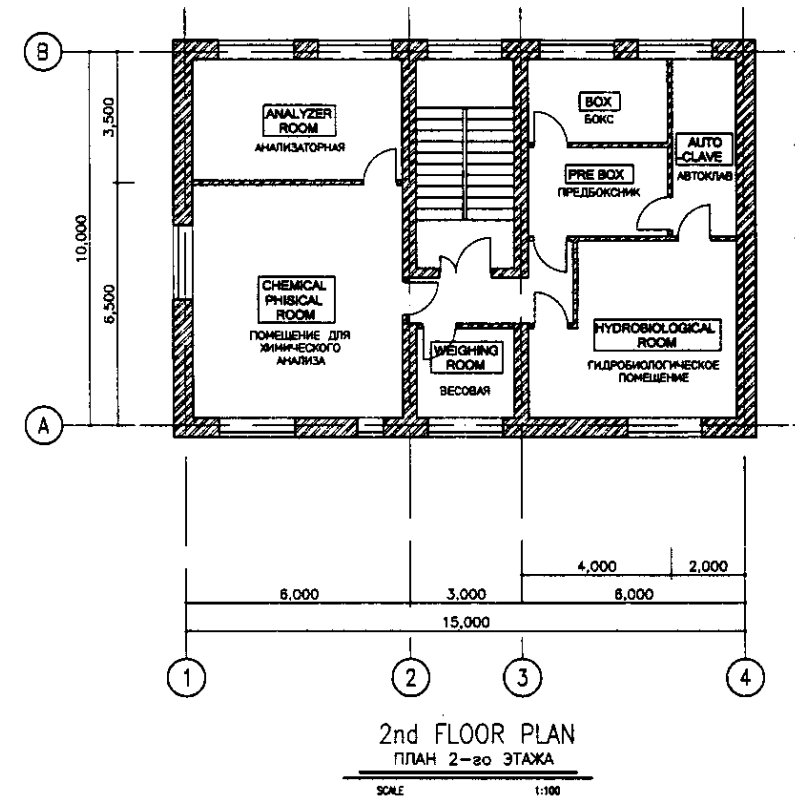 B
3,500
10,000
6,500
A
ANALYZER
ROOM
АНАЛИЗАТОРНАЯ
BOX
БОКС
AUTO
-CLAVE
АВТОКЛАВ
PRE BOX
ПРЕДБОКСНИК
CHEMICAL
PHISICAL
ROOM
ПОМЕЩЕНИЕ ДЛЯ
ХИМИЧЕСКОГО
АНАЛИЗА
WEIGHING
ROOM
ВЕСОВАЯ
HYDROBIOLOGICAL
ROOM
ГИДРОБИОЛОГИЧЕСКОЕ
ПОМЕЩЕНИЕ
4,000 2,000
6,000 3,000 6,000
15,000
1 2 3 4
2nd FLOOR PLAN
ПЛАН 2-го ЭТАЖА
SCALE 1:100